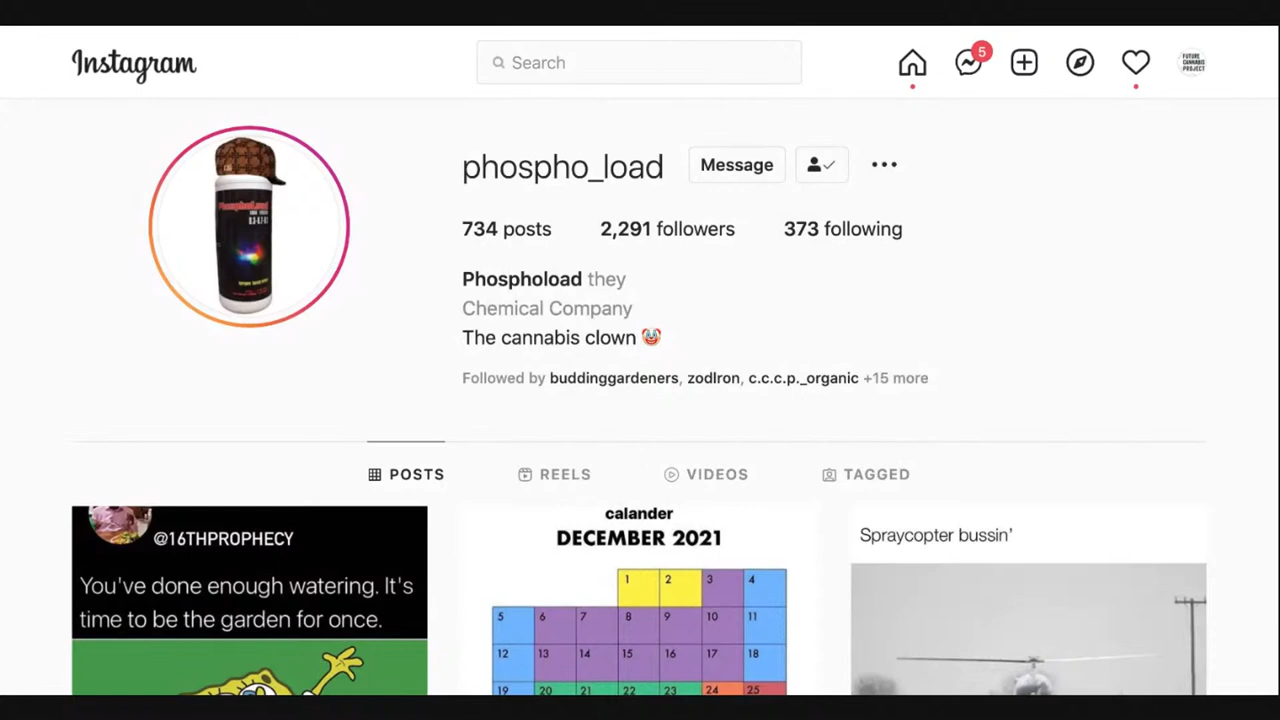 Instagram
Search
5
FUTURE
CANNABIS
PROJECT
phospho_load
Message
734 posts
2,291 followers
373 following
Phosphoload they
Chemical Company
The cannabis clown 🤡
Followed by buddinggardeners, zodlron, c.c.c.p._organic +15 more
POSTS
REELS
VIDEOS
TAGGED
@16THPROPHECY
You've done enough watering. It's
time to be the garden for once.
calander
DECEMBER 2021
1 2 3 4
5 6 7 8 9 10 11
12 13 14 15 16 17 18
19 20 21 22 23 24 25
Spraycopter bussin'